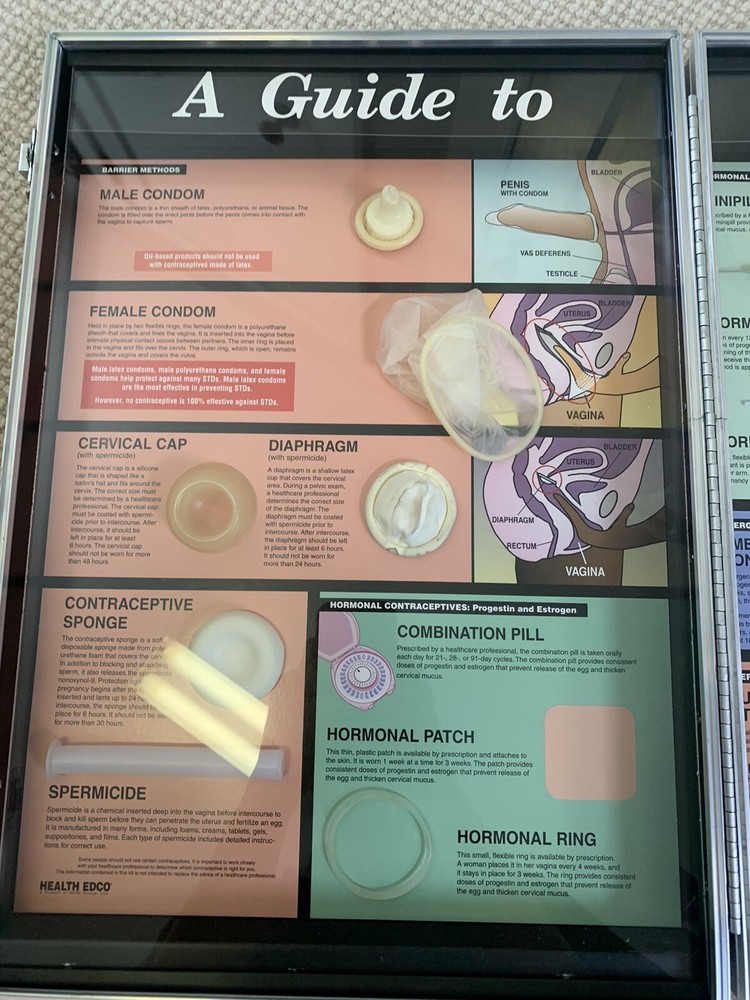 A Guide to
BARRIER METHODS
MALE CONDOM
The male condom is a thin sheath of latex, polyurethane, or animal tissue. The
condom is fitted over the erect penis before the penis comes into contact with
the vagina to capture sperm.
Oil-based products should not be used
with contraceptives made of latex.
PENIS
WITH CONDOM
BLADDER
VAS DEFERENS
TESTICLE
FEMALE CONDOM
Held in place by two flexible rings, the female condom is a polyurethane
sheath that covers and lines the vagina. It is inserted into the vagina before
intimate physical contact occurs between partners. The inner ring is placed
in the vagina and fits over the cervix. The outer ring, which is open, remains
outside the vagina and covers the vulva.
Male latex condoms, male polyurethane condoms, and female
condoms help protect against many STDs. Male latex condoms
are the most effective in preventing STDs.
However, no contraceptive is 100% effective against STDs.
BLADDER
UTERUS
VAGINA
CERVICAL CAP
(with spermicide)
The cervical cap is a silicone
cap that is shaped like a
sailor's hat and fits around the
cervix. The correct size must
be determined by a healthcare
professional. The cervical cap
must be coated with spermi-
cide prior to intercourse. After
intercourse, it should be
left in place for at least
6 hours. The cervical cap
should not be worn for more
than 48 hours.
DIAPHRAGM
(with spermicide)
A diaphragm is a shallow latex
cup that covers the cervical
area. During a pelvic exam,
a healthcare professional
determines the correct size
of the diaphragm. The
diaphragm must be coated
with spermicide prior to
intercourse. After intercourse,
the diaphragm should be left
in place for at least 6 hours.
It should not be worn for
more than 24 hours.
BLADDER
UTERUS
DIAPHRAGM
RECTUM
VAGINA
CONTRACEPTIVE
SPONGE
The contraceptive sponge is a soft,
disposable sponge made from poly-
urethane foam that covers the
In addition to blocking and absorbing
sperm, it also releases the
nonoxynol-9. Protection
pregnancy begins after the
inserted and lasts up to 24
intercourse, the sponge should
place for 6 hours. It should not be
for more than 30 hours.
SPERMICIDE
Spermicide is a chemical inserted deep into the vagina before intercourse to
block and kill sperm before they can penetrate the uterus and fertilize an egg.
It is manufactured in many forms, including foams, creams, tablets, gels,
suppositories, and films. Each type of spermicide includes detailed instruc-
tions for correct use.
Some people should not use certain contraceptives. It is important to work closely
with your healthcare professional to determine which contraceptive is right for you.
The information contained in this kit is not intended to replace the advice of a healthcare professional.
HEALTH EDCO
HORMONAL CONTRACEPTIVES: Progestin and Estrogen
COMBINATION PILL
Prescribed by a healthcare professional, the combination pill is taken orally
each day for 21-, 28-, or 91-day cycles. The combination pill provides consistent
doses of progestin and estrogen that prevent release of the egg and thicken
cervical mucus.
HORMONAL PATCH
This thin, plastic patch is available by prescription and attaches to
the skin. It is worn 1 week at a time for 3 weeks. The patch provides
consistent doses of progestin and estrogen that prevent release of
the egg and thicken cervical mucus.
HORMONAL RING
This small, flexible ring is available by prescription.
A woman places it in her vagina every 4 weeks, and
it stays in place for 3 weeks. The ring provides consistent
doses of progestin and estrogen that prevent release of
the egg and thicken cervical mucus.